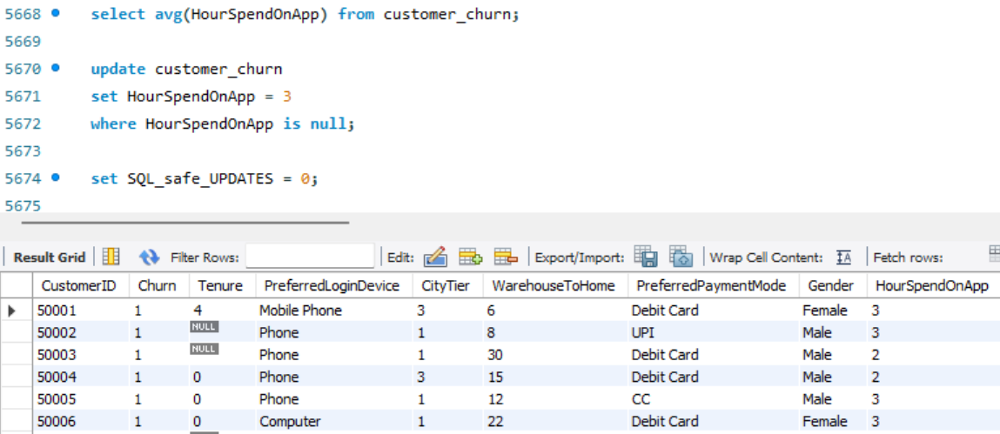 5668 select avg(HourSpendOnApp) from customer_churn;
5669
5670 update customer_churn
5671 set HourSpendOnApp = 3
5672 where HourSpendOnApp is null;
5673
5674 set SQL_safe_UPDATES = 0;
5675
Result Grid Filter Rows: Edit: Export/Import: Wrap Cell Content: IA Fetch rows:
CustomerID Churn Tenure PreferredLoginDevice CityTier WarehouseToHome PreferredPaymentMode Gender HourSpendOnApp
50001 1 4 Mobile Phone 3 6 Debit Card Female 3
50002 1 NULL Phone 1 8 UPI Male 3
50003 1 NULL Phone 1 30 Debit Card Male 2
50004 1 0 Phone 3 15 Debit Card Male 2
50005 1 0 Phone 1 12 CC Male 3
50006 1 0 Computer 1 22 Debit Card Female 3